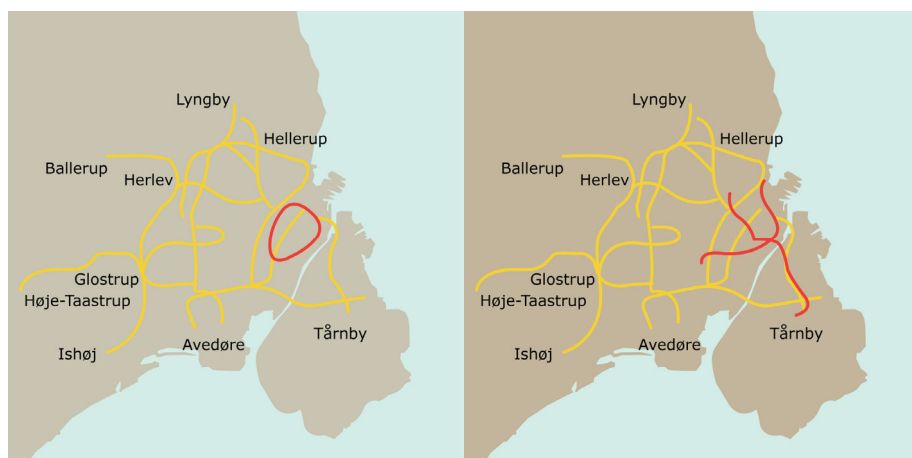 Lyngby
Hellerup
Ballerup
Herlev
Glostrup
Høje-Taastrup
Tårnby
Avedøre
Ishøj
Lyngby
Hellerup
Ballerup
Herlev
Glostrup
Høje-Taastrup
Tårnby
Avedøre
Ishøj